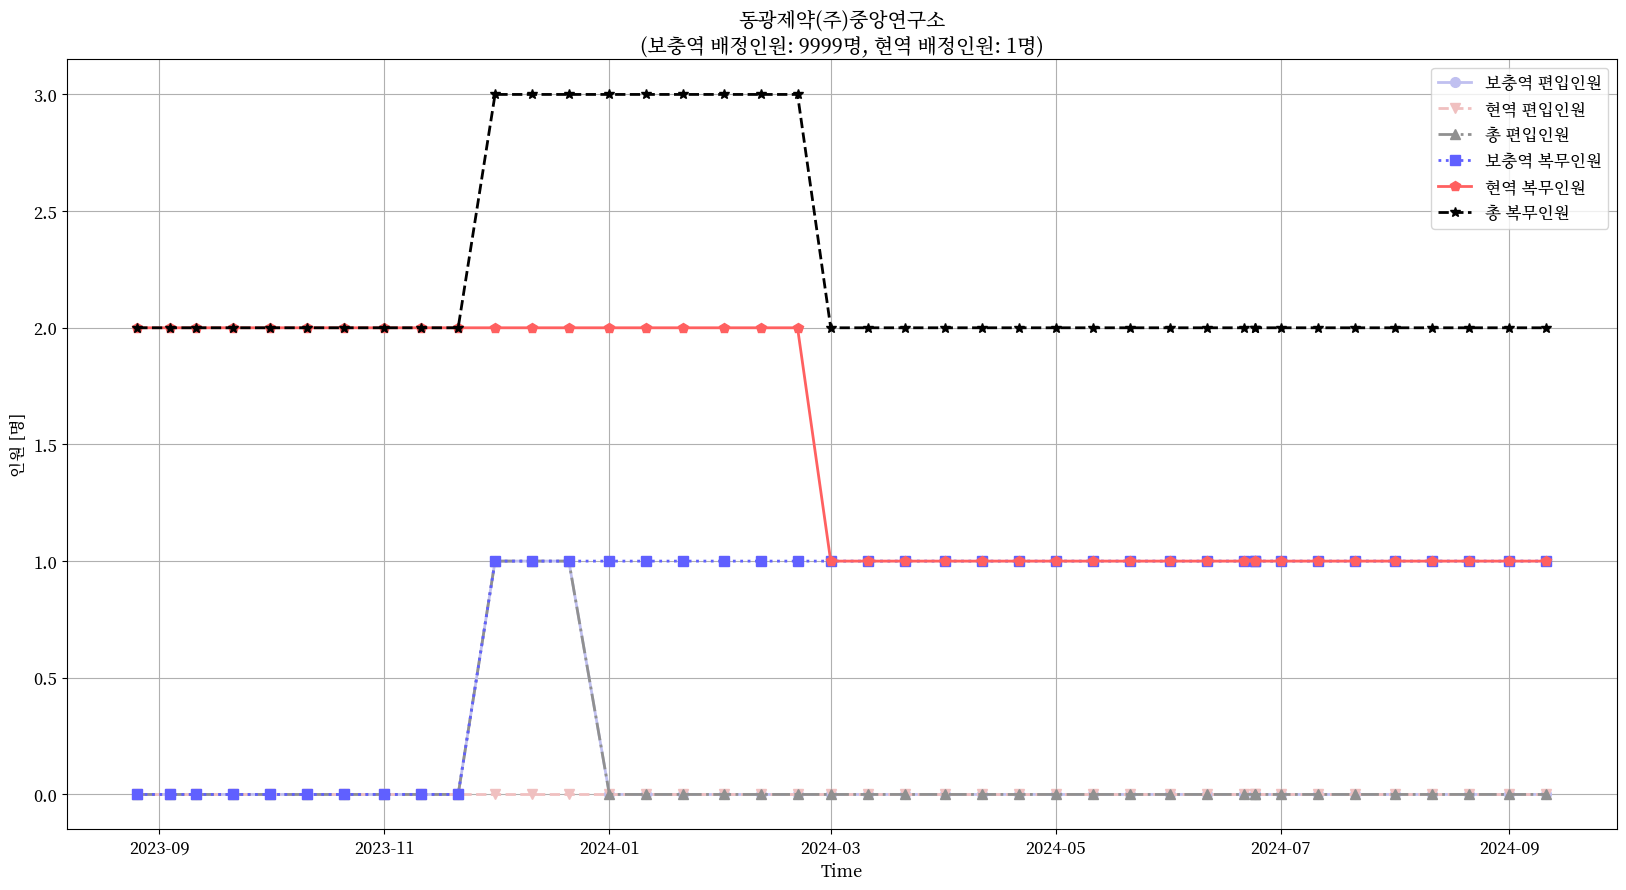 동광제약(주)중앙연구소
(보충역 배정인원: 9999명, 현역 배정인원: 1명)
보충역 편입인원
현역 편입인원
총 편입인원
보충역 복무인원
현역 복무인원
총 복무인원
인원 [명]
3.0
2.5
2.0
1.5
1.0
0.5
0.0
2023-09 2023-11 2024-01 2024-03 2024-05 2024-07 2024-09
Time